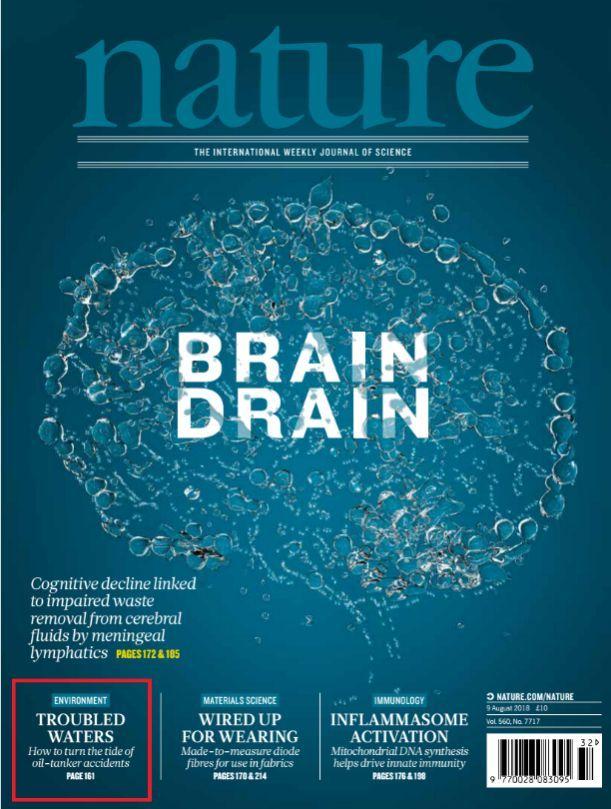 nature
THE INTERNATIONAL WEEKLY JOURNAL OF SCIENCE
BRAIN
DRAIN
Cognitive decline linked
to impaired waste
removal from cerebral
fluids by meningeal
lymphatics PAGES 172 & 185
ENVIRONMENT
TROUBLED
WATERS
How to turn the tide of
oil-tanker accidents
PAGE 161
MATERIALS SCIENCE
WIRED UP
FOR WEARING
Made-to-measure diode
fibres for use in fabrics
PAGES 170 & 214
IMMUNOLOGY
INFLAMMASOME
ACTIVATION
Mitochondrial DNA synthesis
helps drive innate immunity
PAGES 176 & 198
NATURE.COM/NATURE
9 August 2018 £10
Vol. 560, No. 7717
32
9 770028 083095